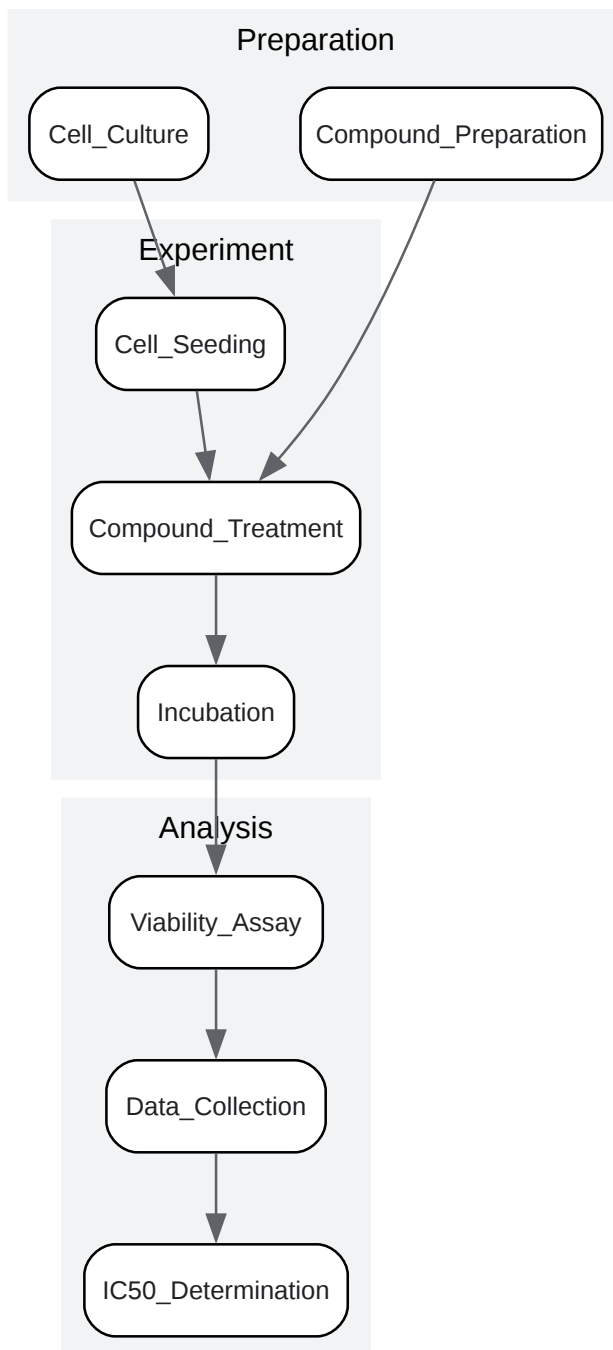 Preparation
Cell_Culture
Compound_Preparation
Experiment
Cell_Seeding
Compound_Treatment
Incubation
Analysis
Viability_Assay
Data_Collection
IC50_Determination